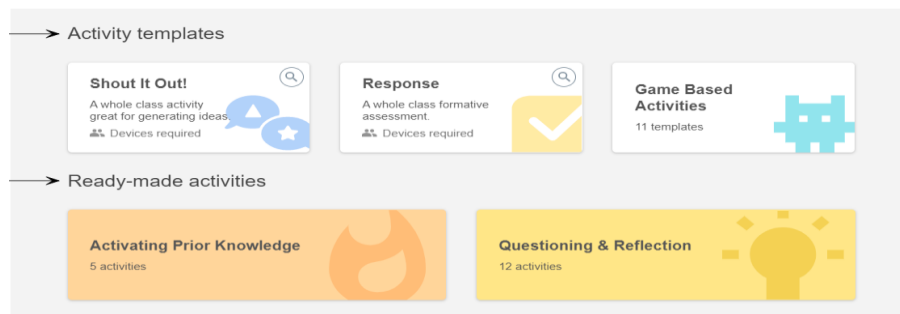 Activity templates
Shout It Out!
A whole class activity
great for generating ideas.
Devices required
Response
A whole class formative
assessment.
Devices required
Game Based
Activities
11 templates
Ready-made activities
Activating Prior Knowledge
5 activities
Questioning & Reflection
12 activities